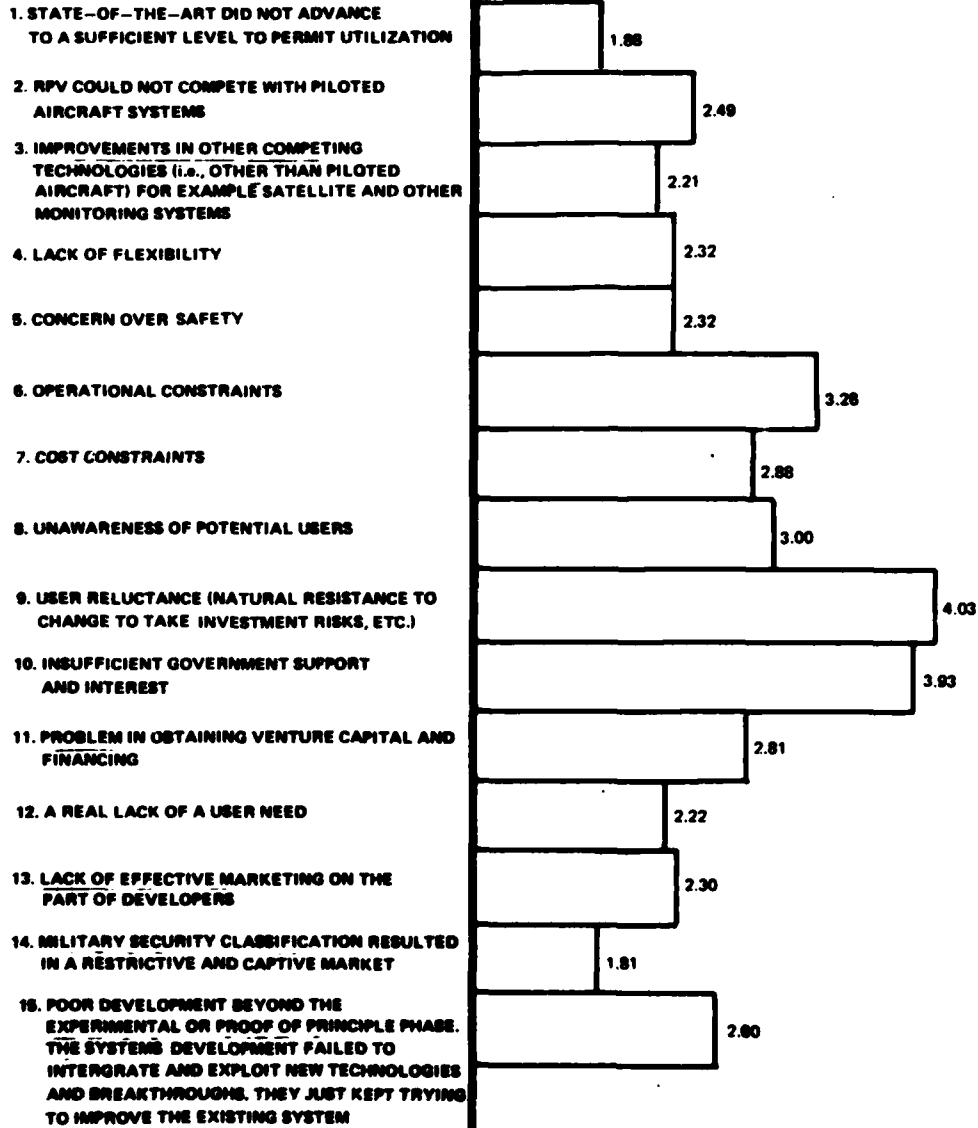 1. STATE-OF-THE-ART DID NOT ADVANCE
TO A SUFFICIENT LEVEL TO PERMIT UTILIZATION
1.88
2. RPV COULD NOT COMPETE WITH PILOTED
AIRCRAFT SYSTEMS
2.49
3. IMPROVEMENTS IN OTHER COMPETING
TECHNOLOGIES (i.e., OTHER THAN PILOTED
AIRCRAFT) FOR EXAMPLE SATELLITE AND OTHER
MONITORING SYSTEMS
2.21
4. LACK OF FLEXIBILITY
2.32
5. CONCERN OVER SAFETY
2.32
6. OPERATIONAL CONSTRAINTS
3.28
7. COST CONSTRAINTS
2.88
8. UNAWARENESS OF POTENTIAL USERS
3.00
9. USER RELUCTANCE (NATURAL RESISTANCE TO
CHANGE TO TAKE INVESTMENT RISKS, ETC.)
4.03
10. INSUFFICIENT GOVERNMENT SUPPORT
AND INTEREST
3.93
11. PROBLEM IN OBTAINING VENTURE CAPITAL AND
FINANCING
2.81
12. A REAL LACK OF A USER NEED
2.22
13. LACK OF EFFECTIVE MARKETING ON THE
PART OF DEVELOPERS
2.30
14. MILITARY SECURITY CLASSIFICATION RESULTED
IN A RESTRICTIVE AND CAPTIVE MARKET
1.81
15. POOR DEVELOPMENT BEYOND THE
EXPERIMENTAL OR PROOF OF PRINCIPLE PHASE.
THE SYSTEMS DEVELOPMENT FAILED TO
INTERGRATE AND EXPLOIT NEW TECHNOLOGIES
AND BREAKTHROUGHS. THEY JUST KEPT TRYING
TO IMPROVE THE EXISTING SYSTEM
2.60